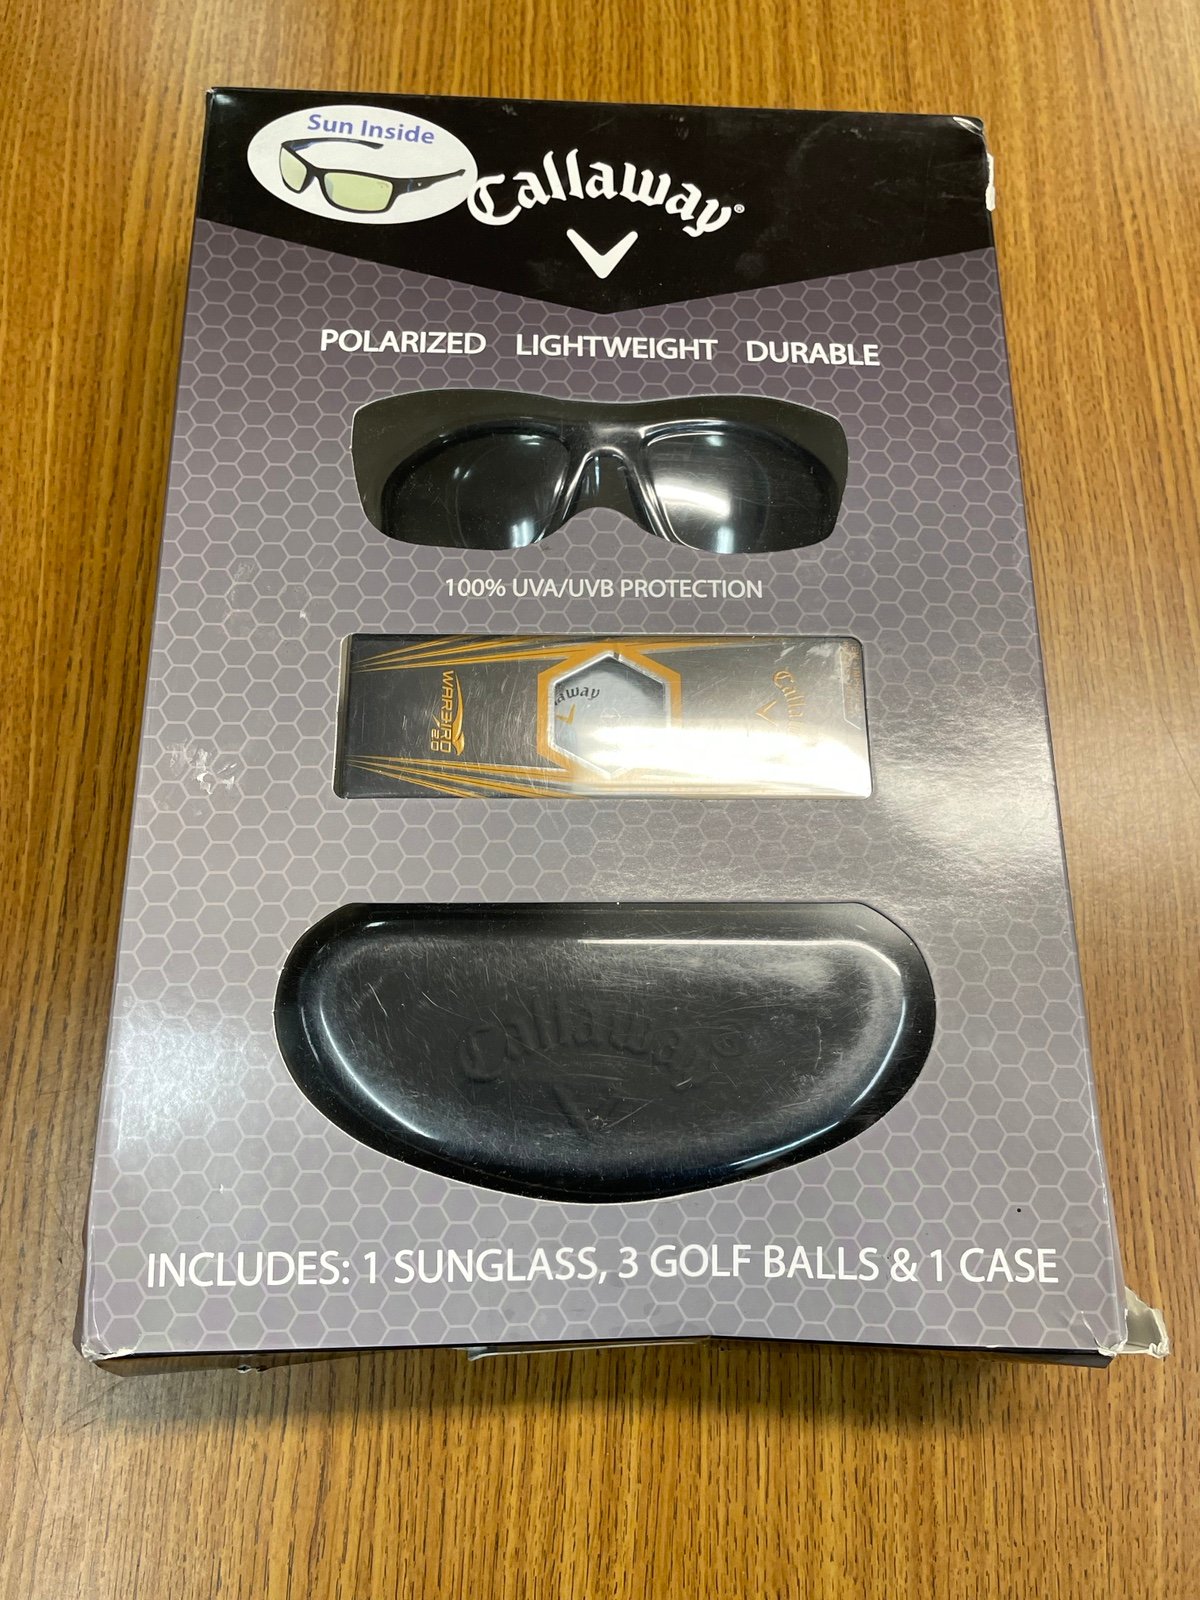 Sun Inside
Callaway®
POLARIZED LIGHTWEIGHT DURABLE
100% UVA/UVB PROTECTION
WARBIRD
2.0
away
Callaway
Callaway®
INCLUDES: 1 SUNGLASS, 3 GOLF BALLS & 1 CASE